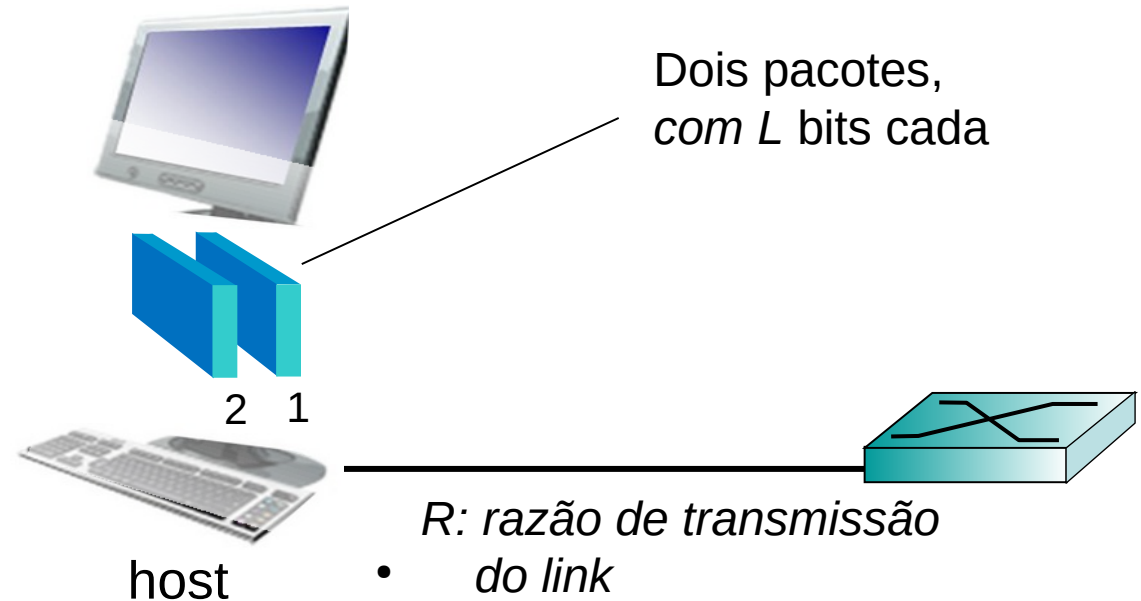 Dois pacotes,
com L bits cada
2 1
R: razão de transmissão
• do link
host